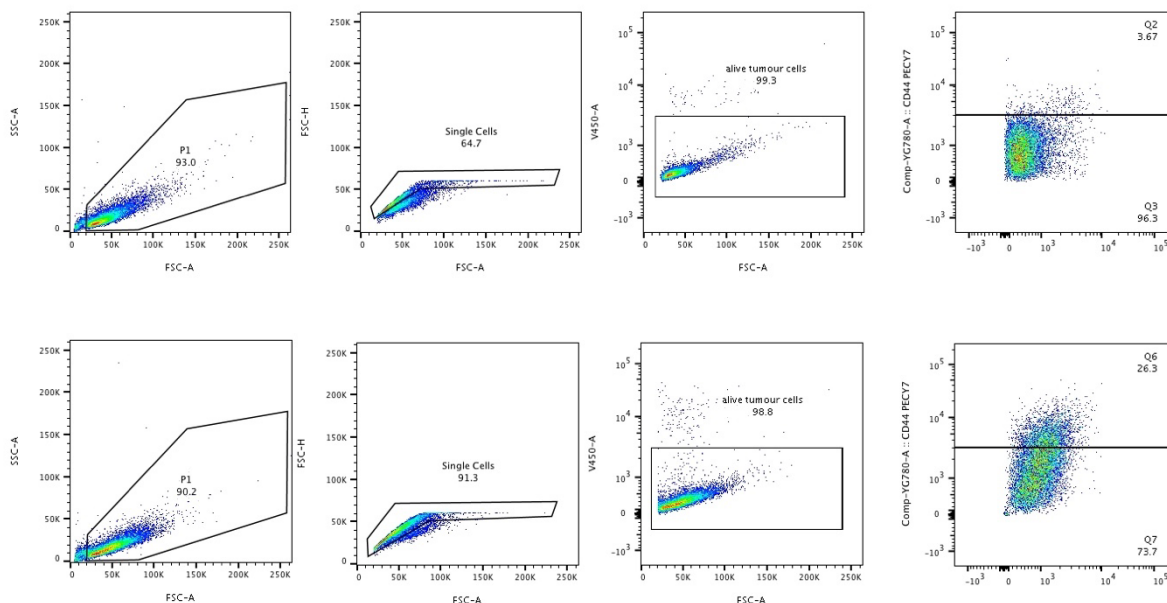 250K
200K
150K
100K
50K
0
SSC-A
P1
93.0
0 50K 100K 150K 200K 250K
FSC-A
250K
200K
150K
100K
50K
0
FSC-H
Single Cells
64.7
0 50K 100K 150K 200K 250K
FSC-A
10^5
10^4
10^3
0
-10^3
V450-A
alive tumour cells
99.3
0 50K 100K 150K 200K 250K
FSC-A
10^5
10^4
10^3
0
-10^3
Comp-YG780-A :: CD44 PECY7
Q2
3.67
Q3
96.3
-10^3 0 10^3 10^4 10^5
250K
200K
150K
100K
50K
0
SSC-A
P1
90.2
0 50K 100K 150K 200K 250K
FSC-A
250K
200K
150K
100K
50K
0
FSC-H
Single Cells
91.3
0 50K 100K 150K 200K 250K
FSC-A
10^5
10^4
10^3
0
-10^3
V450-A
alive tumour cells
98.8
0 50K 100K 150K 200K 250K
FSC-A
10^5
10^4
10^3
0
-10^3
Comp-YG780-A :: CD44 PECY7
Q6
26.3
Q7
73.7
-10^3 0 10^3 10^4 10^5